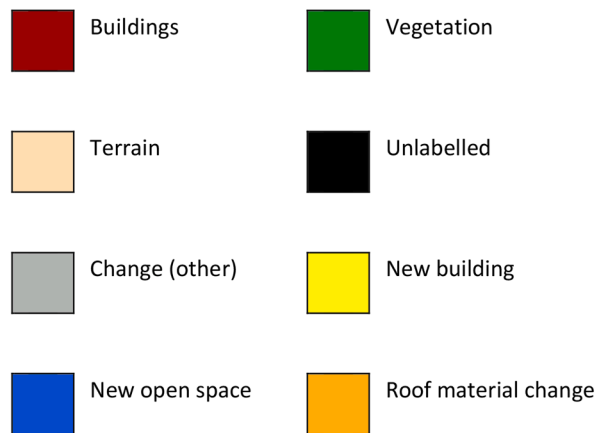 Buildings
Vegetation
Terrain
Unlabelled
Change (other)
New building
New open space
Roof material change